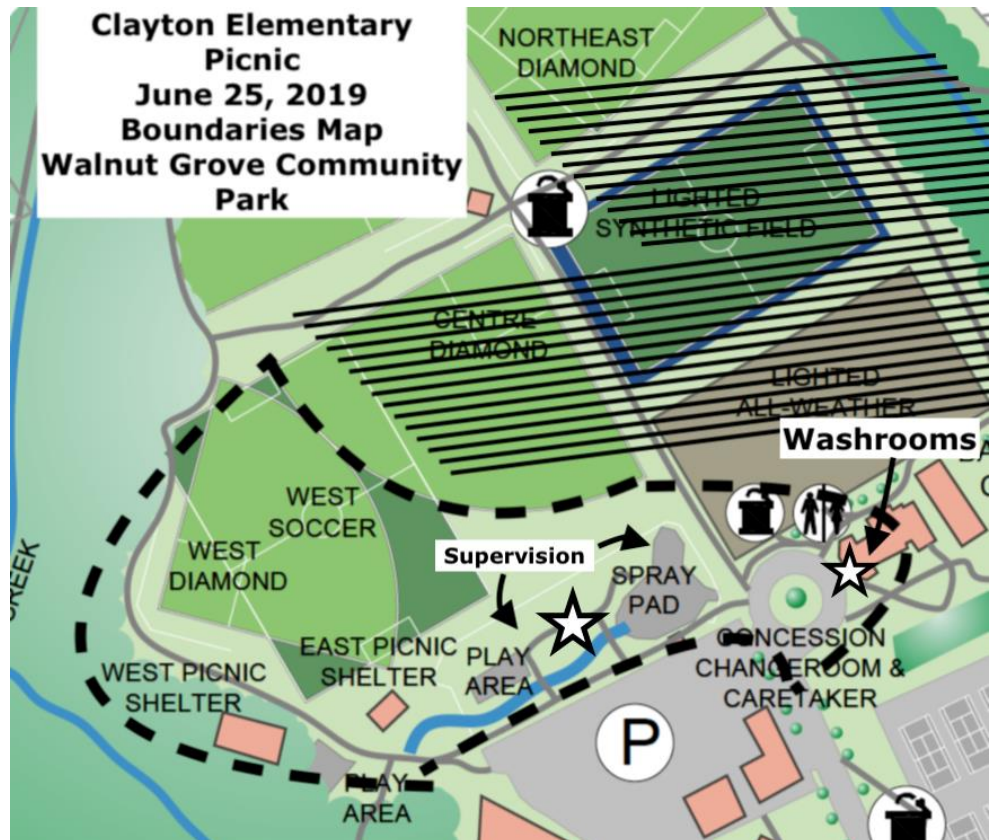 Clayton Elementary
Picnic
June 25, 2019
Boundaries Map
Walnut Grove Community
Park
NORTHEAST
DIAMOND
LIGHTED
SYNTHETIC FIELD
CENTRE
DIAMOND
LIGHTED
ALL-WEATHER
Washrooms
WEST
SOCCER
WEST
DIAMOND
Supervision
SPRAY
PAD
CREEK
EAST PICNIC
SHELTER
PLAY
AREA
WEST PICNIC
SHELTER
CONCESSION
CHANGEROOM &
CARETAKER
P
PLAY
AREA